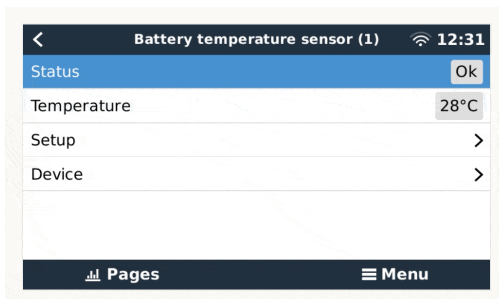 Battery temperature sensor (1) 12:31
Status Ok
Temperature 28°C
Setup
Device
Pages Menu